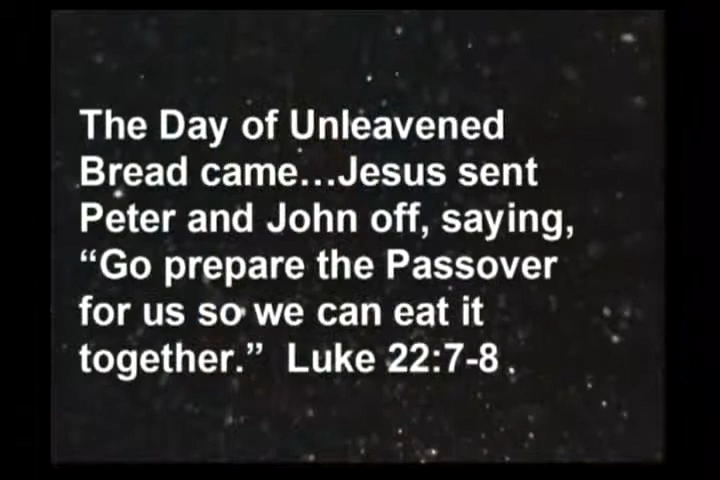 The Day of Unleavened
Bread came...Jesus sent
Peter and John off, saying,
“Go prepare the Passover
for us so we can eat it
together.”  Luke 22:7-8